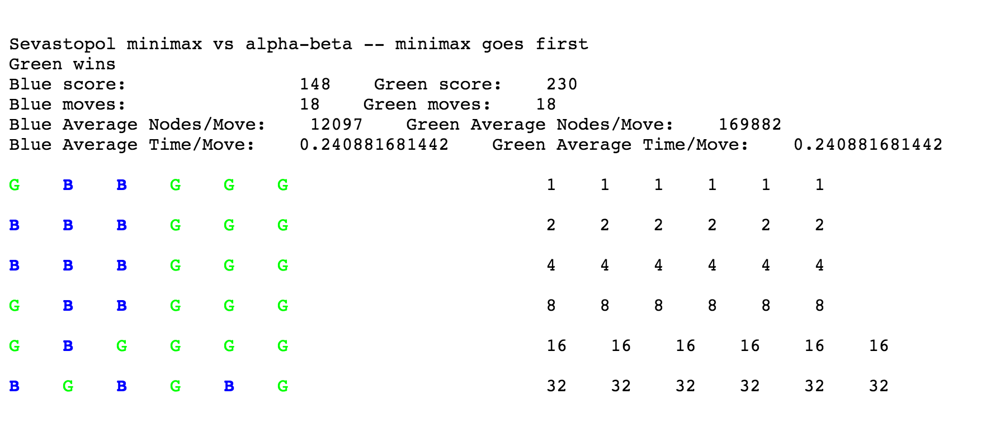 Sevastopol minimax vs alpha-beta -- minimax goes first
Green wins
Blue score: 148 Green score: 230
Blue moves: 18 Green moves: 18
Blue Average Nodes/Move: 12097 Green Average Nodes/Move: 169882
Blue Average Time/Move: 0.240881681442 Green Average Time/Move: 0.240881681442
G B B G G G 1 1 1 1 1 1
B B B G G G 2 2 2 2 2 2
B B B G G G 4 4 4 4 4 4
G B B G G G 8 8 8 8 8 8
G B G G G G 16 16 16 16 16 16
B G B G B G 32 32 32 32 32 32